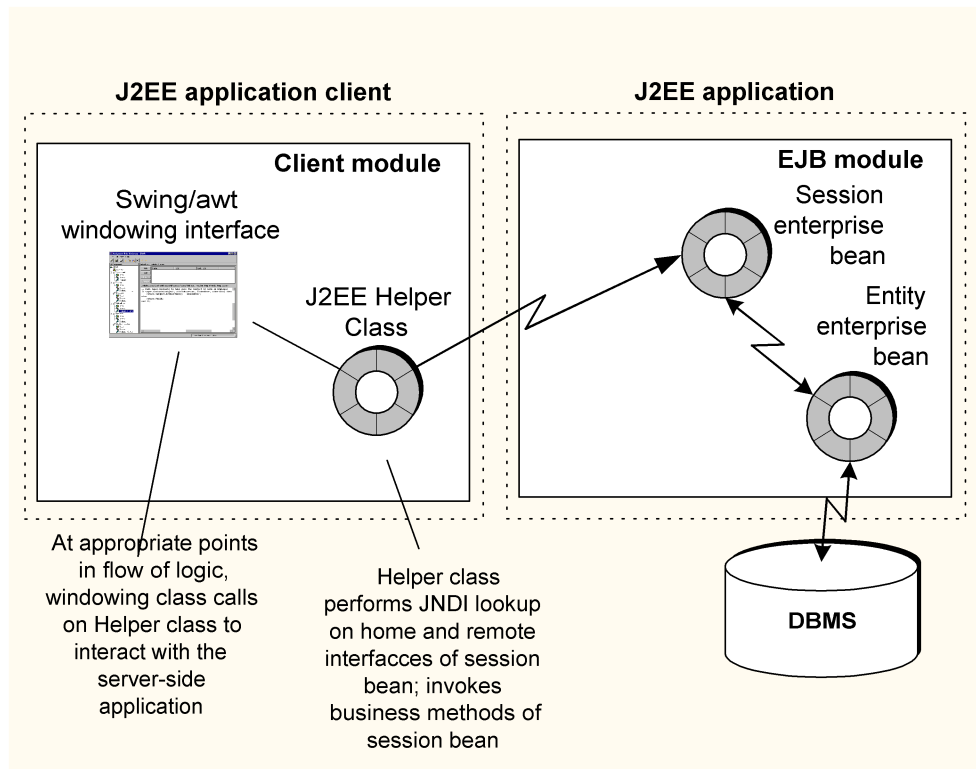 J2EE application client
J2EE application
Client module
Swing/awt
windowing interface
J2EE Helper
Class
EJB module
Session
enterprise
bean
Entity
enterprise
bean
At appropriate points
in flow of logic,
windowing class calls
on Helper class to
interact with the
server-side
application
Helper class
performs JNDI lookup
on home and remote
interfacces of session
bean; invokes
business methods of
session bean
DBMS